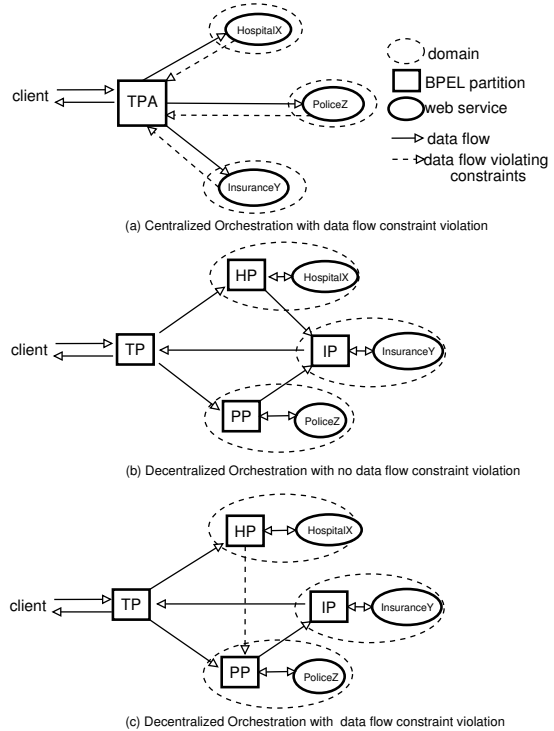 HospitalX
domain
client
TPA
BPEL partition
PoliceZ
web service
data flow
InsuranceY
data flow violating
constraints
(a) Centralized Orchestration with data flow constraint violation
HP
HospitalX
client
TP
IP
InsuranceY
PP
PoliceZ
(b) Decentralized Orchestration with no data flow constraint violation
HP
HospitalX
client
TP
IP
InsuranceY
PP
PoliceZ
(c) Decentralized Orchestration with data flow constraint violation